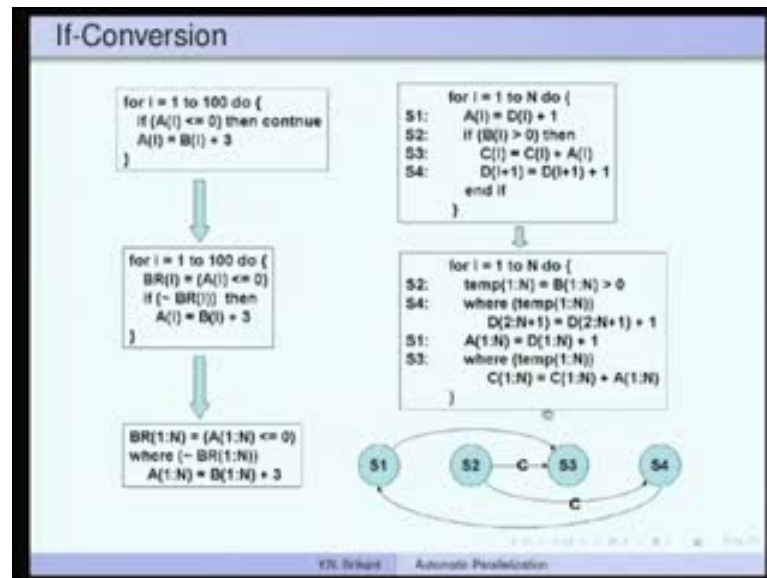 If-Conversion
for i = 1 to 100 do {
if (A(I) <= 0) then contnue
A(I) = B(I) + 3
}
for i = 1 to 100 do {
BR(I) = (A(I) <= 0)
if (~ BR(I)) then
A(I) = B(I) + 3
}
BR(1:N) = (A(1:N) <= 0)
where (~ BR(1:N))
A(1:N) = B(1:N) + 3
for i = 1 to N do {
S1: A(I) = D(I) + 1
S2: if (B(I) > 0) then
S3: C(I) = C(I) + A(I)
S4: D(I+1) = D(I+1) + 1
end if
}
for i = 1 to N do {
S2: temp(1:N) = B(1:N) > 0
S4: where (temp(1:N))
D(2:N+1) = D(2:N+1) + 1
S1: A(1:N) = D(1:N) + 1
S3: where (temp(1:N))
C(1:N) = C(1:N) + A(1:N)
}
S1 S2 C S3 S4
C
Y.N. Srikant Automatic Parallelization